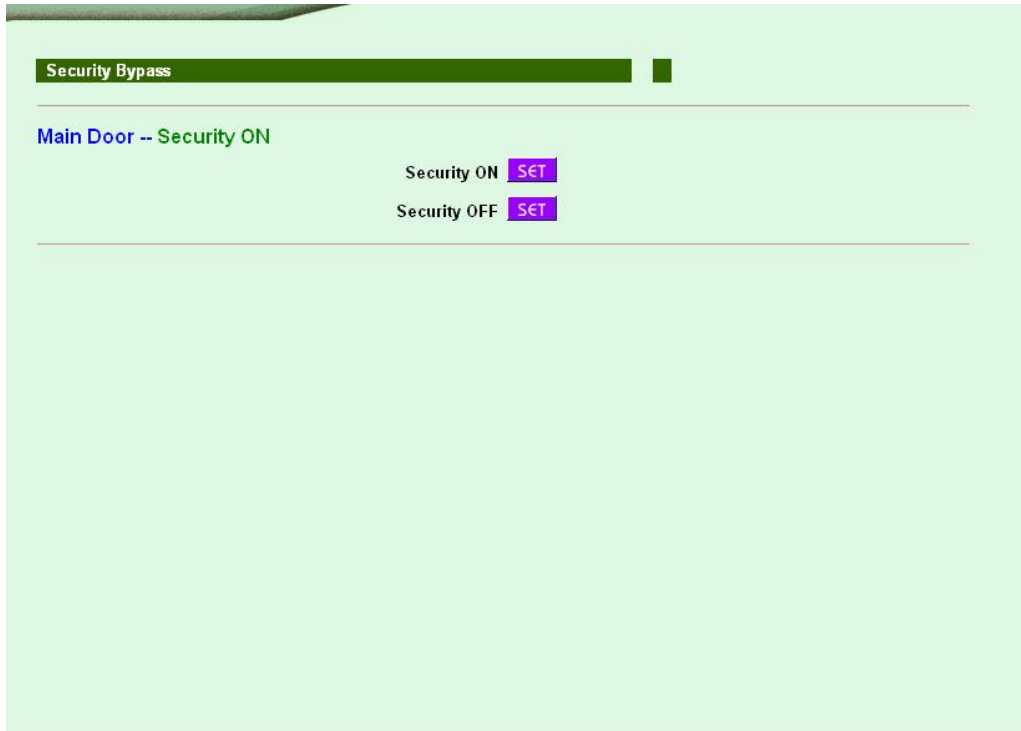 Security Bypass
Main Door -- Security ON
Security ON SET
Security OFF SET